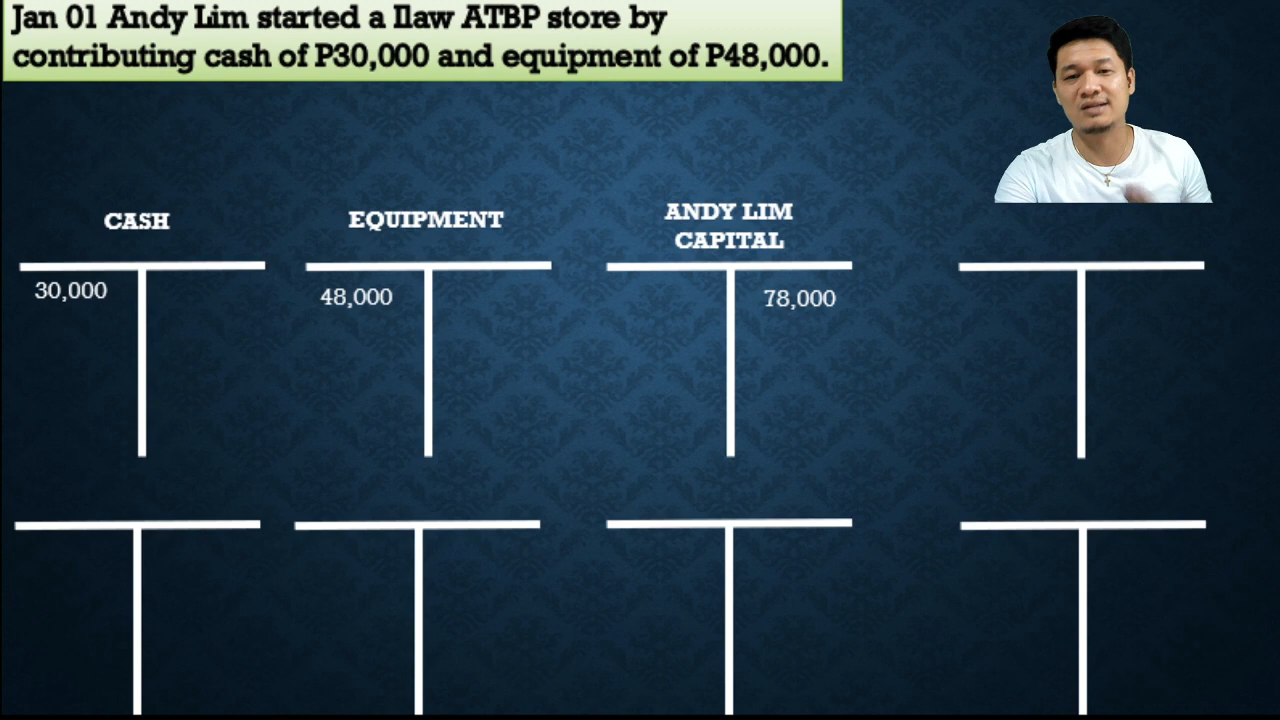 Jan 01 Andy Lim started a Ilaw ATBP store by
contributing cash of P30,000 and equipment of P48,000.
CASH
EQUIPMENT
ANDY LIM
CAPITAL
30,000
48,000
78,000